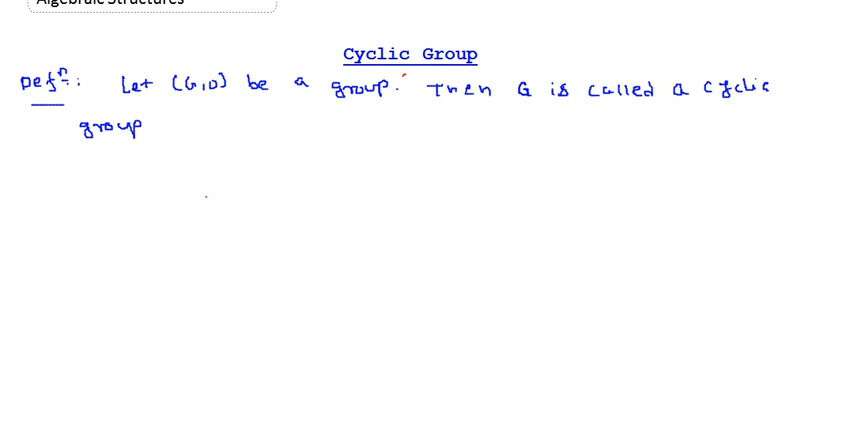 Algebraic Structures
Cyclic Group
Defⁿ: Let (G,o) be a group. Then G is called a cyclic
group